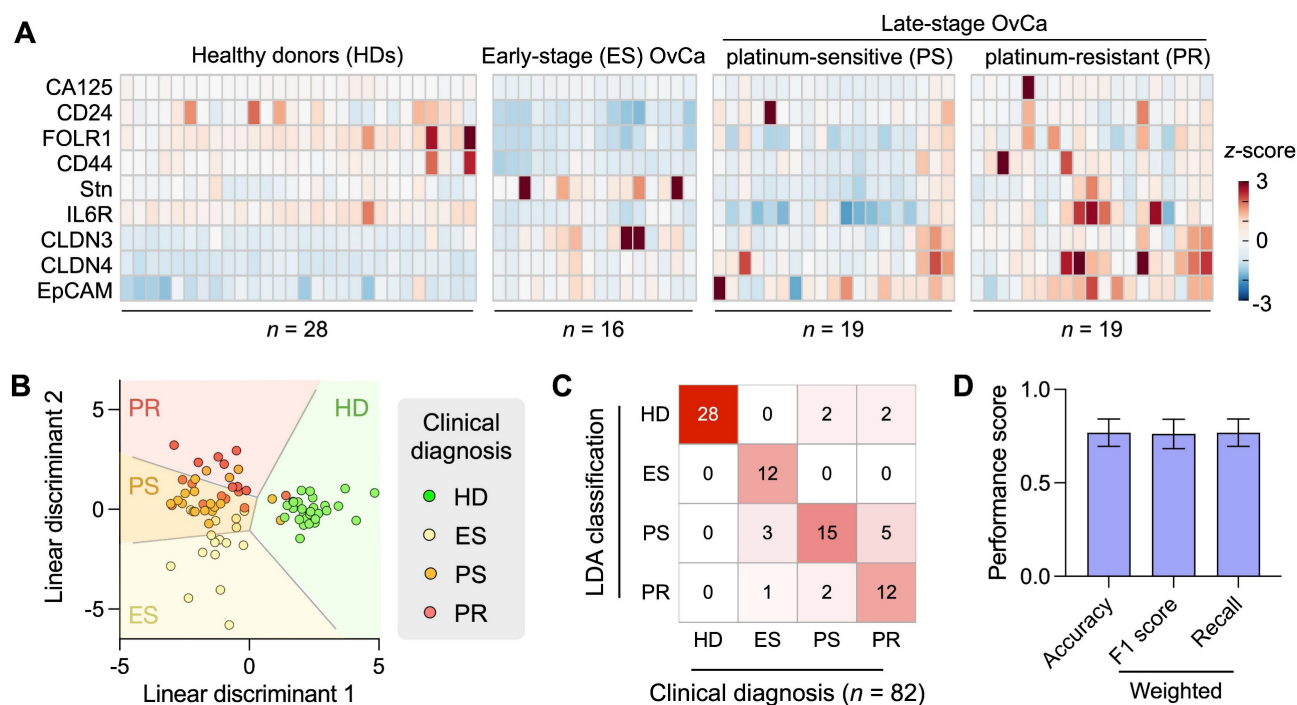 A
Healthy donors (HDs)
Early-stage (ES) OvCa
Late-stage OvCa
platinum-sensitive (PS)
platinum-resistant (PR)
CA125
CD24
FOLR1
CD44
Stn
IL6R
CLDN3
CLDN4
EpCAM
z-score
3
0
-3
n = 28
n = 16
n = 19
n = 19
B
Linear discriminant 2
5
0
-5
PR
HD
PS
ES
-5
0
5
Linear discriminant 1
Clinical
diagnosis
HD
ES
PS
PR
C
LDA classification
HD
28
0
2
2
ES
0
12
0
0
PS
0
3
15
5
PR
0
1
2
12
HD
ES
PS
PR
Clinical diagnosis (n = 82)
D
Performance score
1.0
0.5
0.0
Accuracy
F1 score
Recall
Weighted